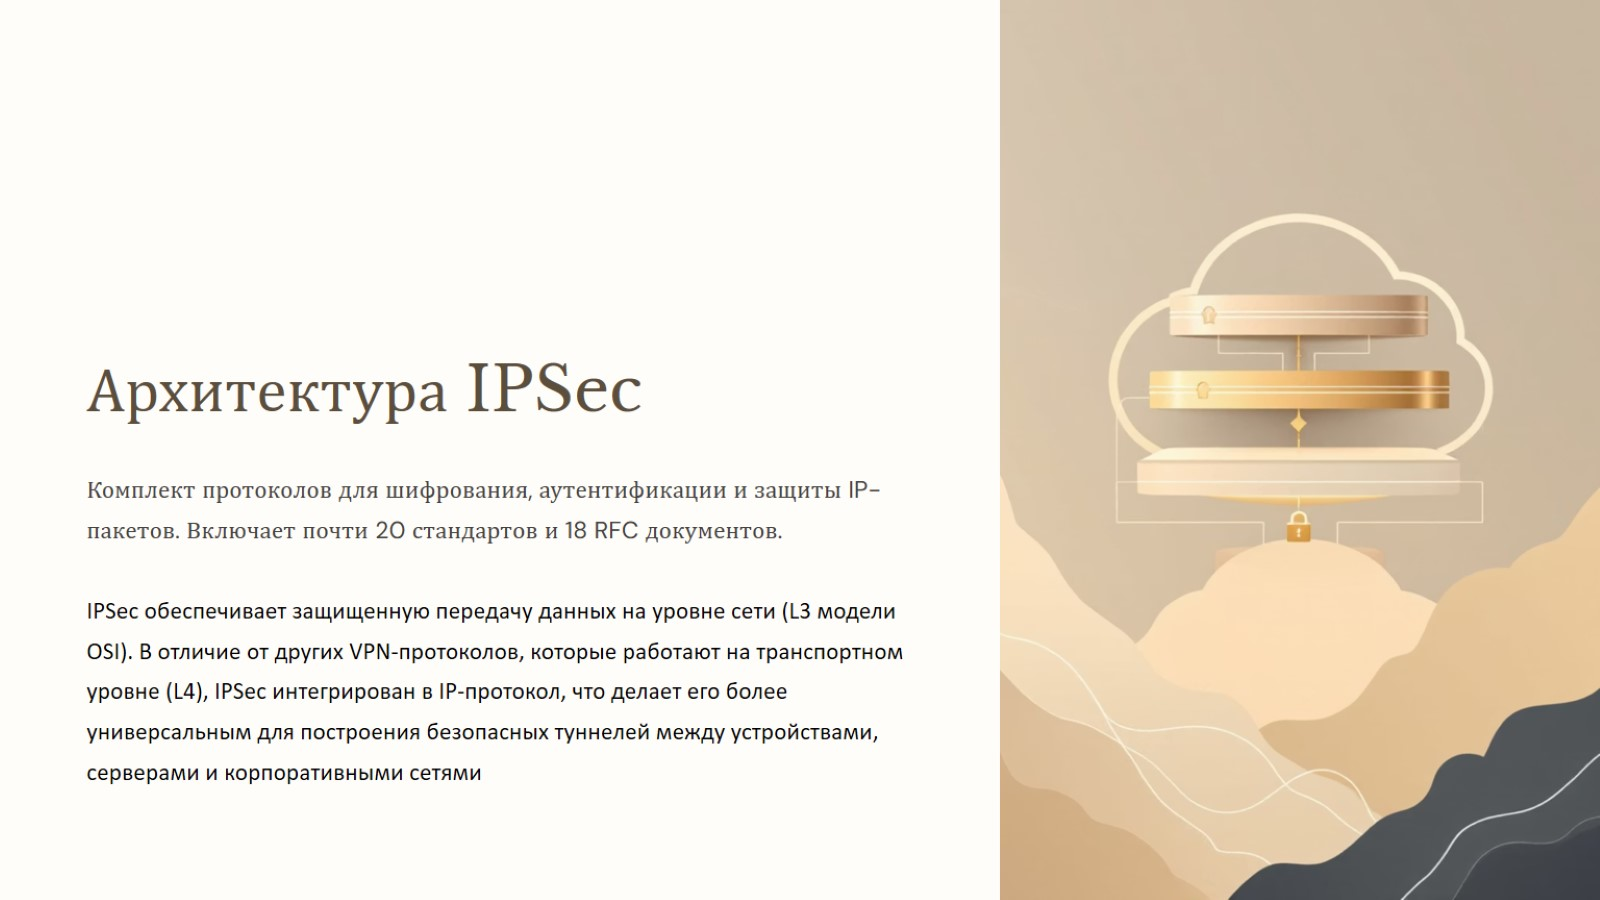 Архитектура IPSec
Комплект протоколов для шифрования, аутентификации и защиты IP-
пакетов. Включает почти 20 стандартов и 18 RFC документов.
IPSec обеспечивает защищенную передачу данных на уровне сети (L3 модели
OSI). В отличие от других VPN-протоколов, которые работают на транспортном
уровне (L4), IPSec интегрирован в IP-протокол, что делает его более
универсальным для построения безопасных туннелей между устройствами,
серверами и корпоративными сетями